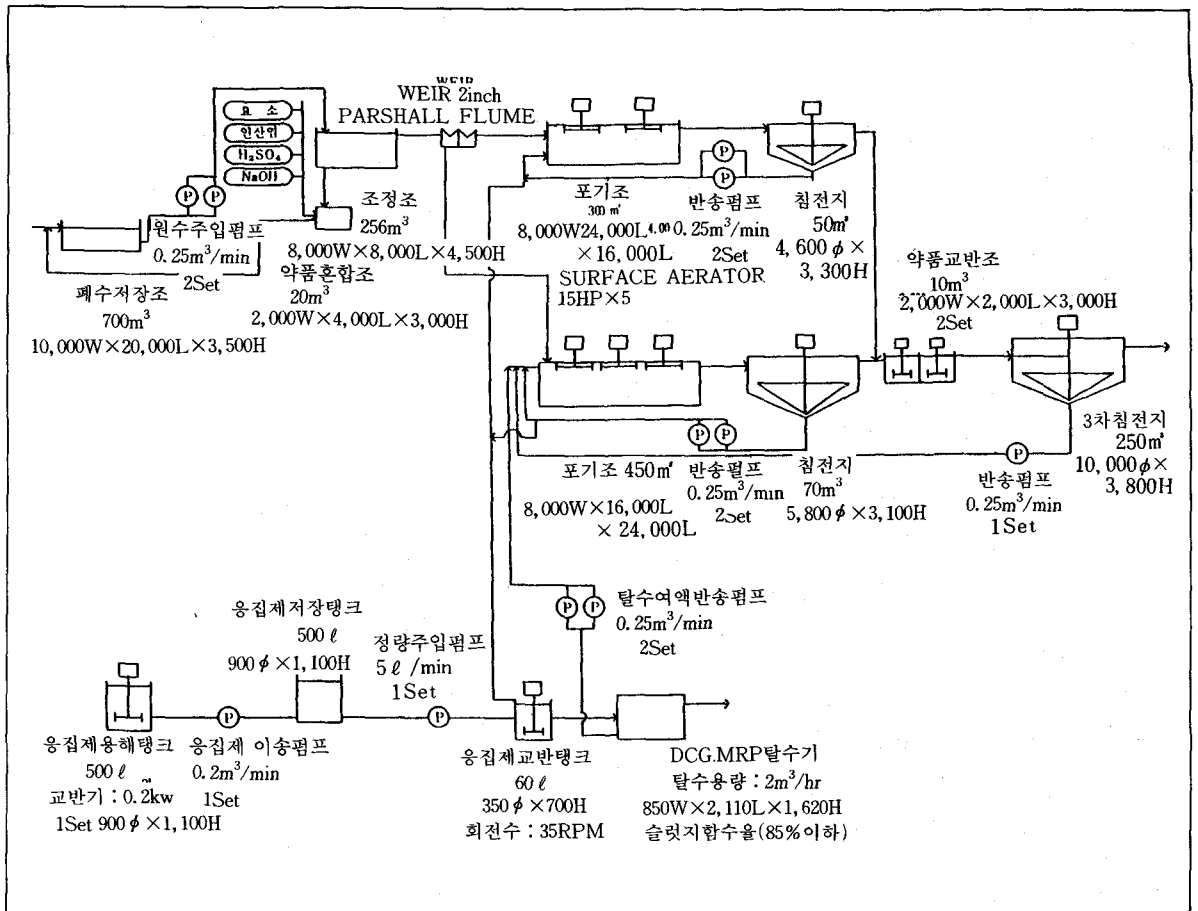 WEIR
WEIR 2inch
PARSHALL FLUME
요 소
인산염
H₂SO₄
NaOH
P P
원수주입펌프
0.25m³/min
2Set
폐수저장조
700m³
10,000W×20,000L×3,500H
조정조
256m³
8,000W×8,000L×4,500H
약품혼합조
20m³
2,000W×4,000L×3,000H
포기조
300㎥
8,000W24,000L4.00
×16,000L
SURFACE AERATOR
15HP×5
P
P
반송펌프
0.25m³/min
2Set
침전지
50㎥
4,600φ×
3,300H
약품교반조
10m³
2,000W×2,000L×3,000H
2Set
3차침전지
250㎥
10,000φ×
3,800H
P
반송펌프
0.25m³/min
1Set
포기조 450㎥
8,000W×16,000L
×24,000L
P P
반송펌프
0.25m³/min
2Set
침전지
70m³
5,800φ×3,100H
P P
탈수여액반송펌프
0.25m³/min
2Set
응집제저장탱크
500ℓ
900φ×1,100H
정량주입펌프
5ℓ/min
1Set
P
P
응집제용해탱크
500ℓ
교반기：0.2kw
1Set 900φ×1,100H
응집제 이송펌프
0.2m³/min
1Set
응집제교반탱크
60ℓ
350φ×700H
회전수：35RPM
DCG.MRP탈수기
탈수용량：2m³/hr
850W×2,110L×1,620H
슬럿지함수율(85%이하)